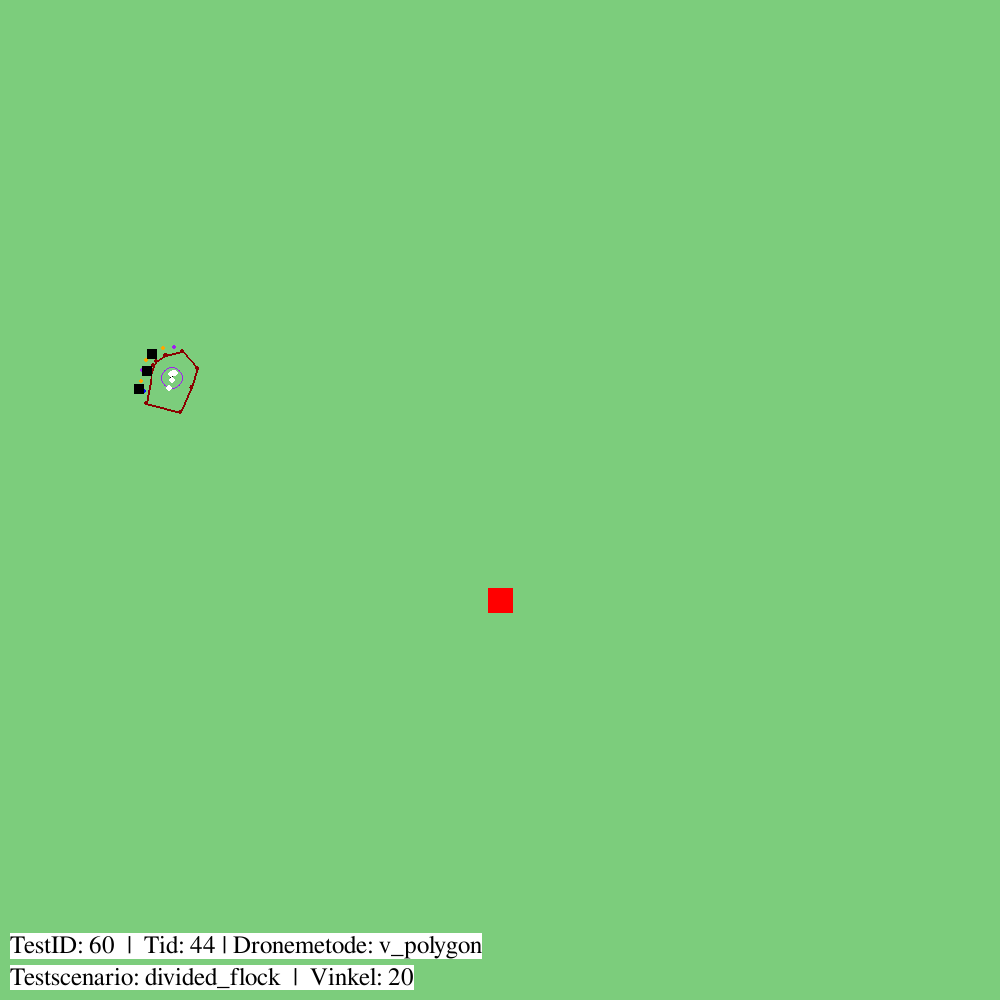 TestID: 60 | Tid: 44 | Dronemetode: v_polygon
Testscenario: divided_flock | Vinkel: 20